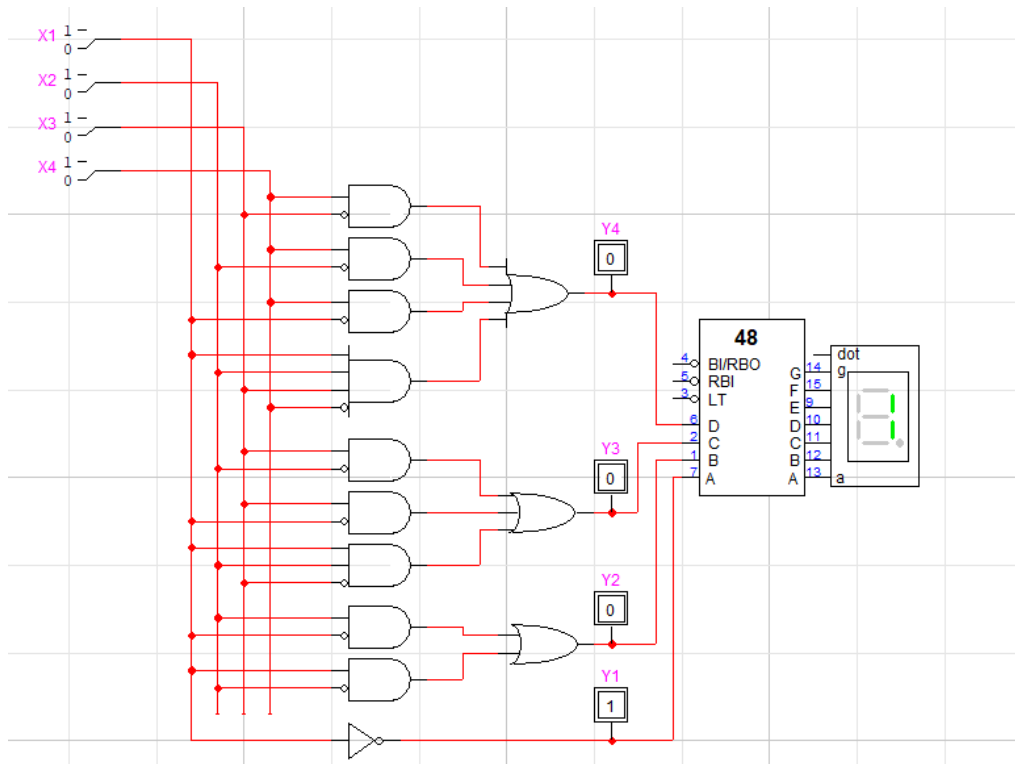 X1 1
0
X2 1
0
X3 1
0
X4 1
0
Y4
0
Y3
0
Y2
0
Y1
1
48
4 BI/RBO
5 RBI
3 LT
6 D
2 C
1 B
7 A
G 14
F 15
E 9
D 10
C 11
B 12
A 13
dot
g
a
1